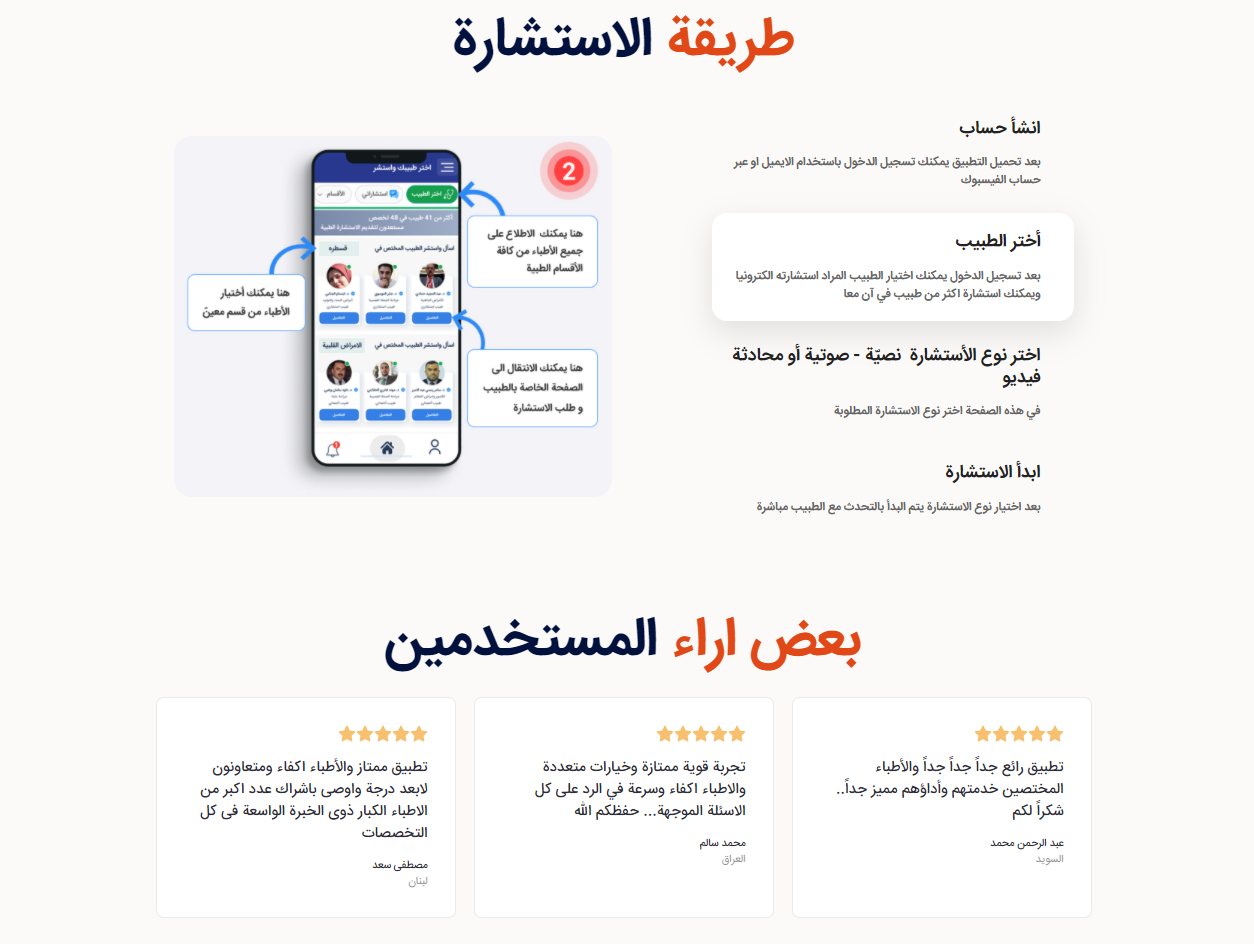 طريقة الاستشارة
انشأ حساب
بعد تحميل التطبيق يمكنك تسجيل الدخول باستخدام الايميل او عبر
حساب الفيسبوك
أختر الطبيب
بعد تسجيل الدخول يمكنك اختيار الطبيب المراد استشارته الكترونيا
ويمكنك استشارة اكثر من طبيب في آن معا
اختر نوع الأستشارة نصيّة - صوتية أو محادثة
فيديو
في هذه الصفحة اختر نوع الاستشارة المطلوبة
ابدأ الاستشارة
بعد اختيار نوع الاستشارة يتم البدأ بالتحدث مع الطبيب مباشرة
2
اختر طبيبك واستشر
اختر الطبيب
استشاراتي
الأقسام
أكثر من 41 طبيب في 48 تخصص
مستعدون لتقديم الاستشارة الطبية
اسأل واستشر الطبيب المختص في
قسطره
اسأل واستشر الطبيب المختص في
الامراض القلبية
هنا يمكنك الاطلاع على
جميع الأطباء من كافة
الأقسام الطبية
هنا يمكنك أختيار
الأطباء من قسم معينّ
هنا يمكنك الانتقال الى
الصفحة الخاصة بالطبيب
و طلب الاستشارة
بعض اراء المستخدمين
تطبيق رائع جداً جداً جداً والأطباء
المختصين خدمتهم وأداؤهم مميز جداً..
شكراً لكم
عبد الرحمن محمد
السويد
تجربة قوية ممتازة وخيارات متعددة
والاطباء اكفاء وسرعة في الرد على كل
الاسئلة الموجهة... حفظكم الله
محمد سالم
العراق
تطبيق ممتاز والأطباء اكفاء ومتعاونون
لابعد درجة واوصى باشراك عدد اكبر من
الاطباء الكبار ذوى الخبرة الواسعة فى كل
التخصصات
مصطفى سعد
لبنان